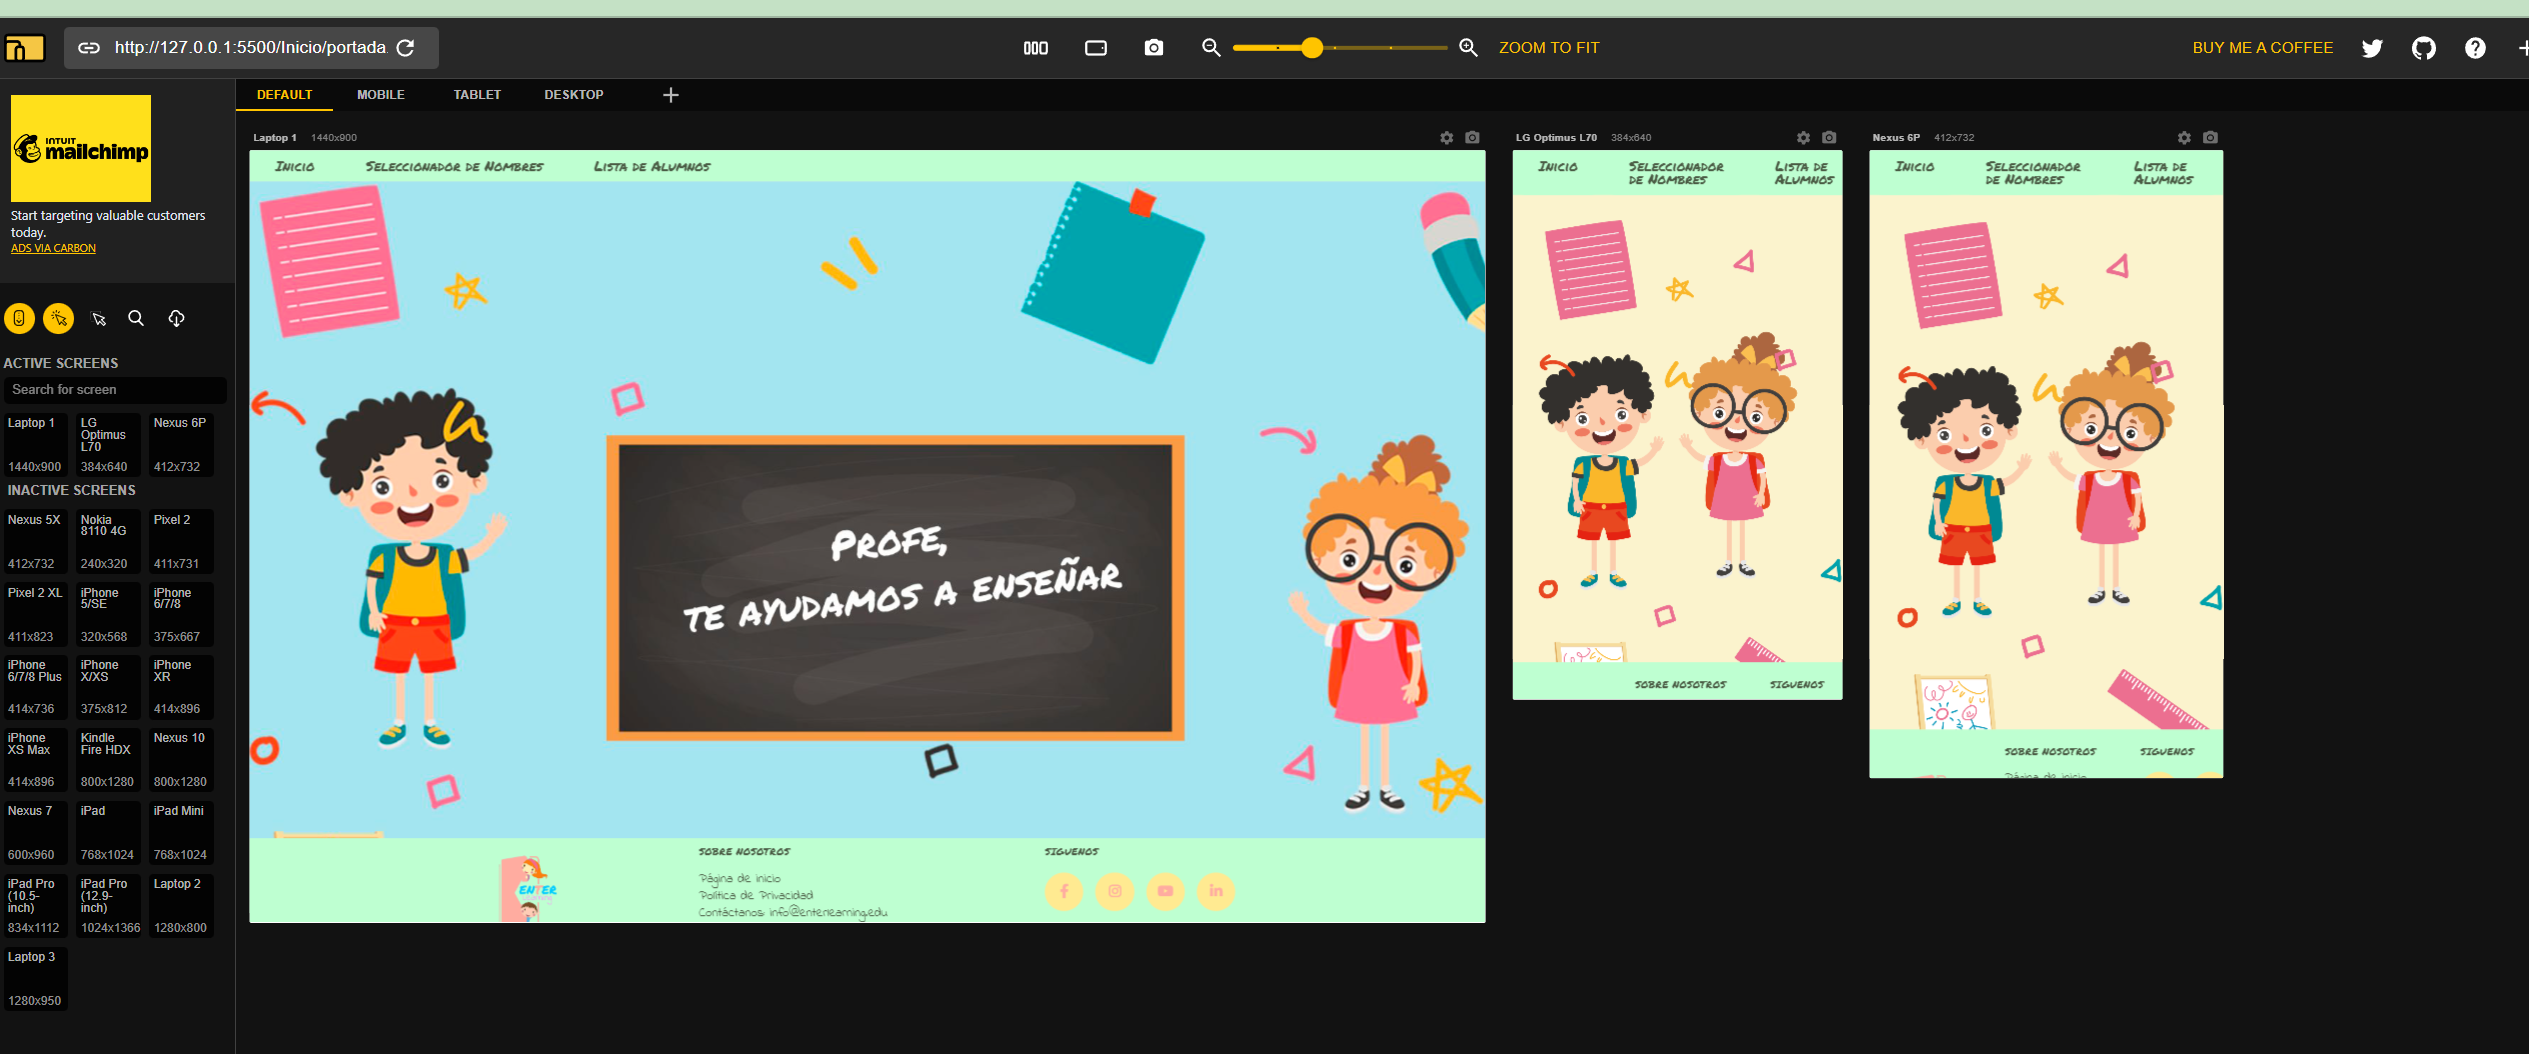 http://127.0.0.1:5500/Inicio/portada.
ZOOM TO FIT
BUY ME A COFFEE
INTUIT
mailchimp
Start targeting valuable customers
today.
ADS VIA CARBON
ACTIVE SCREENS
Search for screen
Laptop 1
1440x900
LG
Optimus
L70
384x640
Nexus 6P
412x732
INACTIVE SCREENS
Nexus 5X
412x732
Nokia
8110 4G
240x320
Pixel 2
411x731
Pixel 2 XL
411x823
iPhone
5/SE
320x568
iPhone
6/7/8
375x667
iPhone
6/7/8 Plus
414x736
iPhone
X/XS
375x812
iPhone
XR
414x896
iPhone
XS Max
414x896
Kindle
Fire HDX
800x1280
Nexus 10
800x1280
Nexus 7
600x960
iPad
768x1024
iPad Mini
768x1024
iPad Pro
(10.5-
inch)
834x1112
iPad Pro
(12.9-
inch)
1024x1366
Laptop 2
1280x800
Laptop 3
1280x950
DEFAULT MOBILE TABLET DESKTOP
Laptop 1 1440x900
Inicio Seleccionador de Nombres Lista de Alumnos
Profe,
te ayudamos a enseñar
SOBRE NOSOTROS
Página de inicio
Política de Privacidad
Contáctanos: info@enterlearning.edu
SIGUENOS
ENTER
LG Optimus L70 384x640
Inicio
Seleccionador
de Nombres
Lista de
Alumnos
SOBRE NOSOTROS
SIGUENOS
Nexus 6P 412x732
Inicio
Seleccionador
de Nombres
Lista de
Alumnos
SOBRE NOSOTROS
SIGUENOS
Página de inicio